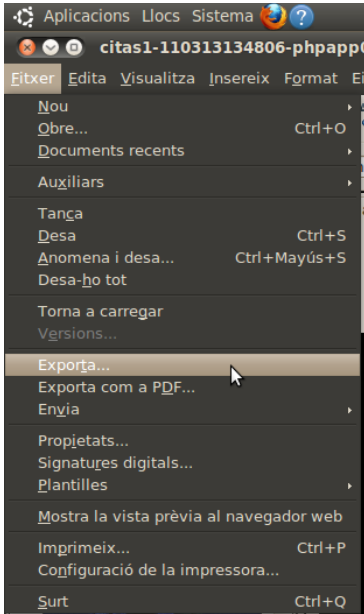 Aplicacions Llocs Sistema ?
citas1-110313134806-phpapp
Fitxer Edita Visualitza Insereix Format
Nou
Obre... Ctrl+O
Documents recents
Auxiliars
Tanca
Desa Ctrl+S
Anomena i desa... Ctrl+Mayús+S
Desa-ho tot
Torna a carregar
Versions...
Exporta...
Exporta com a PDF...
Envia
Propietats...
Signatures digitals...
Plantilles
Mostra la vista prèvia al navegador web
Imprimeix... Ctrl+P
Configuració de la impressora...
Surt Ctrl+Q